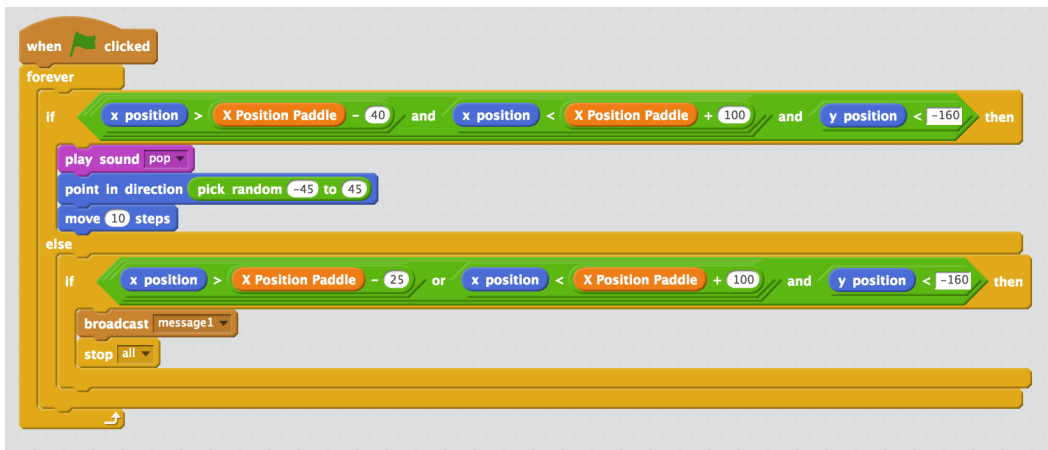 when clicked
forever
if x position > X Position Paddle - 40 and x position < X Position Paddle + 100 and y position < -160 then
play sound pop
point in direction pick random -45 to 45
move 10 steps
else
if x position > X Position Paddle - 25 or x position < X Position Paddle + 100 and y position < -160 then
broadcast message1
stop all